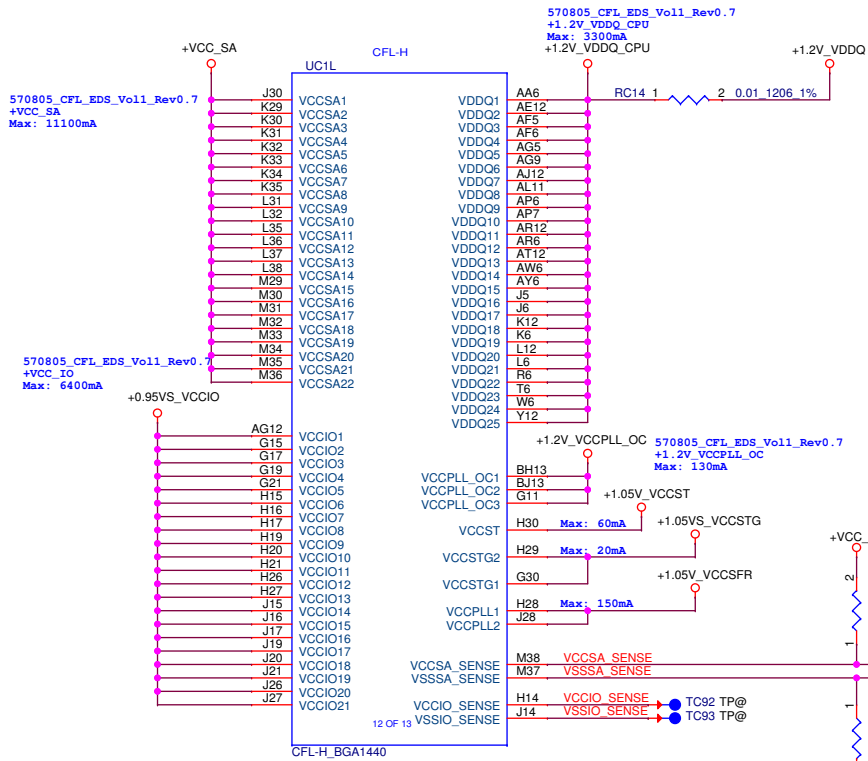 570805_CFL_EDS_Vol1_Rev0.7
+1.2V_VDDQ_CPU
Max: 3300mA
+VCC_SA
CFL-H
+1.2V_VDDQ_CPU
+1.2V_VDDQ
UC1L
570805_CFL_EDS_Vol1_Rev0.7
+VCC_SA
Max: 11100mA
J30 VCCSA1 VDDQ1 AA6 RC14 1 2 0.01_1206_1%
K29 VCCSA2 VDDQ2 AE12
K30 VCCSA3 VDDQ3 AF5
K31 VCCSA4 VDDQ4 AF6
K32 VCCSA5 VDDQ5 AG5
K33 VCCSA6 VDDQ6 AG9
K34 VCCSA7 VDDQ7 AJ12
K35 VCCSA8 VDDQ8 AL11
L31 VCCSA9 VDDQ9 AP6
L32 VCCSA10 VDDQ10 AP7
L35 VCCSA11 VDDQ11 AR12
L36 VCCSA12 VDDQ12 AR6
L37 VCCSA13 VDDQ13 AT12
L38 VCCSA14 VDDQ14 AW6
M29 VCCSA15 VDDQ15 AY6
M30 VCCSA16 VDDQ16 J5
M31 VCCSA17 VDDQ17 J6
M32 VCCSA18 VDDQ18 K12
M33 VCCSA19 VDDQ19 K6
M34 VCCSA20 VDDQ20 L12
M35 VCCSA21 VDDQ21 L6
M36 VCCSA22 VDDQ22 R6
VDDQ23 T6
VDDQ24 W6
VDDQ25 Y12
570805_CFL_EDS_Vol1_Rev0.7
+VCC_IO
Max: 6400mA
+0.95VS_VCCIO
AG12 VCCIO1
G15 VCCIO2
G17 VCCIO3
G19 VCCIO4
G21 VCCIO5
H15 VCCIO6
H16 VCCIO7
H17 VCCIO8
H19 VCCIO9
H20 VCCIO10
H21 VCCIO11
H26 VCCIO12
H27 VCCIO13
J15 VCCIO14
J16 VCCIO15
J17 VCCIO16
J19 VCCIO17
J20 VCCIO18
J21 VCCIO19
J26 VCCIO20
J27 VCCIO21
+1.2V_VCCPLL_OC
570805_CFL_EDS_Vol1_Rev0.7
+1.2V_VCCPLL_OC
Max: 130mA
VCCPLL_OC1 BH13
VCCPLL_OC2 BJ13
VCCPLL_OC3 G11
+1.05V_VCCST
VCCST H30 Max: 60mA
+1.05VS_VCCSTG
VCCSTG2 H29 Max: 20mA
VCCSTG1 G30
+1.05V_VCCSFR
VCCPLL1 H28 Max: 150mA
VCCPLL2 J28
+VCC_
2
1
VCCSA_SENSE M38 VCCSA_SENSE
VSSSA_SENSE M37 VSSSA_SENSE
1
VCCIO_SENSE H14 VCCIO_SENSE TC92 TP@
VSSIO_SENSE J14 VSSIO_SENSE TC93 TP@
12 OF 13
CFL-H_BGA1440